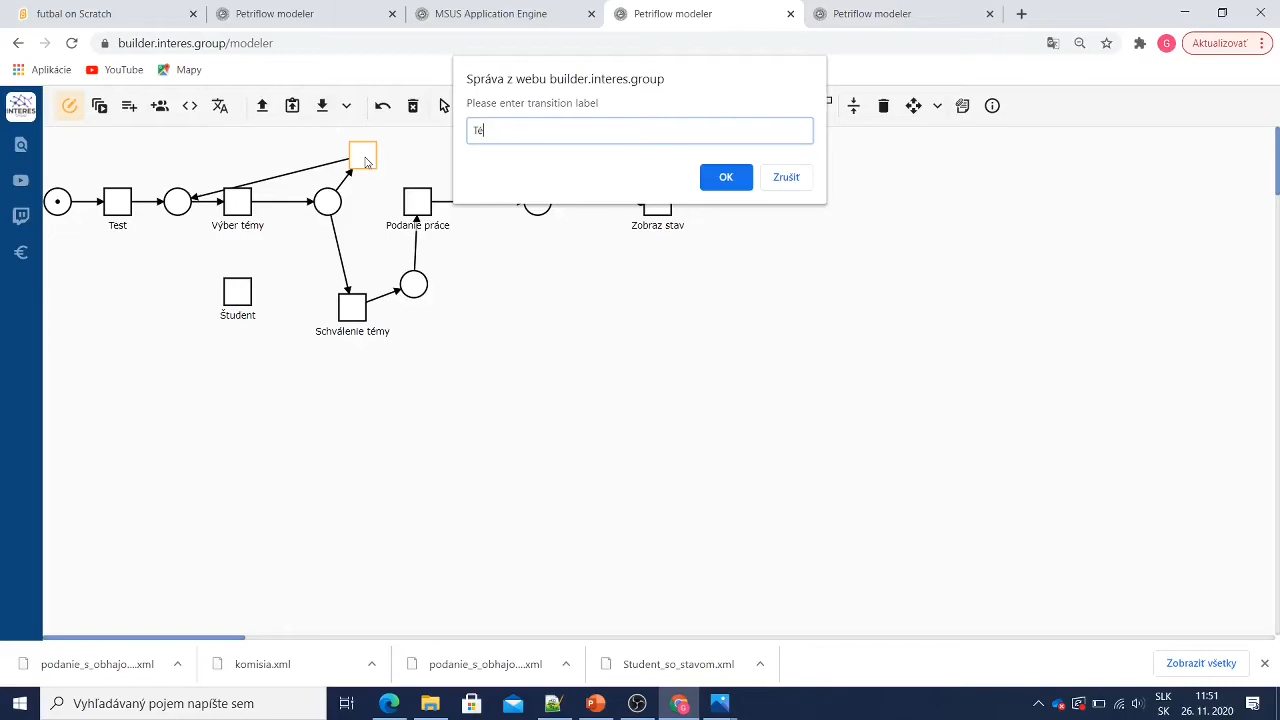 futbal on Scratch
Petriflow modeler
MSUS Application Engine
Petriflow modeler
Petriflow modeler
builder.interes.group/modeler
Aktualizovať
G
Aplikácie
YouTube
Mapy
INTERES
Správa z webu builder.interes.group
Please enter transition label
Té
OK
Zrušiť
Test
Výber témy
Podanie práce
Zobraz stav
Študent
Schválenie témy
podanie_s_obhajo....xml
komisia.xml
podanie_s_obhajo....xml
Student_so_stavom.xml
Zobraziť všetky
Vyhľadávaný pojem napíšte sem
SLK
SK
11:51
26. 11. 2020